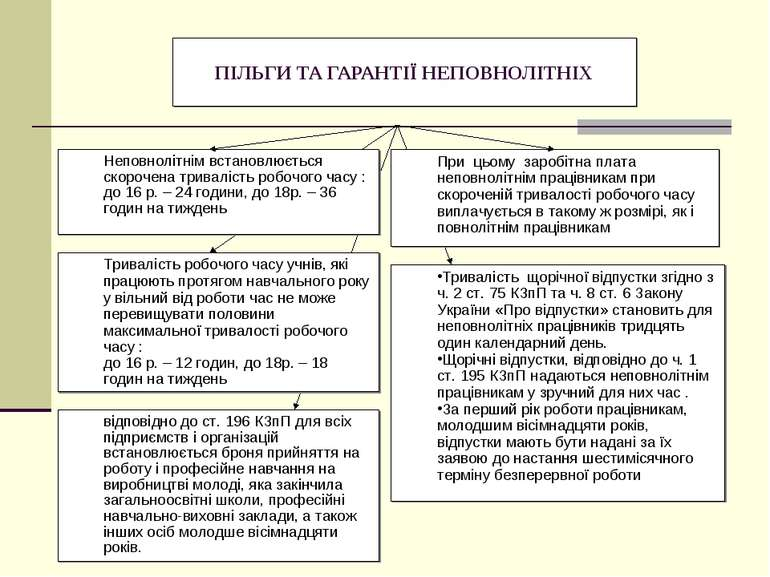 ПІЛЬГИ ТА ГАРАНТІЇ НЕПОВНОЛІТНІХ
Неповнолітнім встановлюється
скорочена тривалість робочого часу :
до 16 р. – 24 години, до 18р. – 36
годин на тиждень
При цьому заробітна плата
неповнолітнім працівникам при
скороченій тривалості робочого часу
виплачується в такому ж розмірі, як і
повнолітнім працівникам
Тривалість робочого часу учнів, які
працюють протягом навчального року
у вільний від роботи час не може
перевищувати половини
максимальної тривалості робочого
часу :
до 16 р. – 12 годин, до 18р. – 18
годин на тиждень
•Тривалість щорічної відпустки згідно з
ч. 2 ст. 75 КЗпП та ч. 8 ст. 6 Закону
України «Про відпустки» становить для
неповнолітніх працівників тридцять
один календарний день.
•Щорічні відпустки, відповідно до ч. 1
ст. 195 КЗпП надаються неповнолітнім
працівникам у зручний для них час .
•За перший рік роботи працівникам,
молодшим вісімнадцяти років,
відпустки мають бути надані за їх
заявою до настання шестимісячного
терміну безперервної роботи
відповідно до ст. 196 КЗпП для всіх
підприємств і організацій
встановлюється броня прийняття на
роботу і професійне навчання на
виробництві молоді, яка закінчила
загальноосвітні школи, професійні
навчально-виховні заклади, а також
інших осіб молодше вісімнадцяти
років.